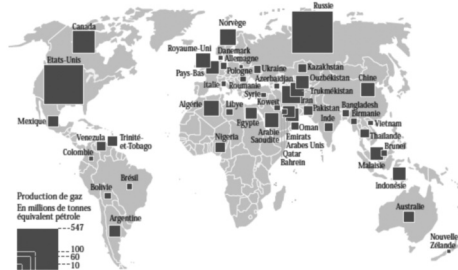 Russie
Norvège
Canada
Danemark
Royaume-Uni
Allemagne
Etats-Unis
Pologne
Ukraine
Kazakhstan
Pays-Bas
Ouzbékistan
Chine
Azerbaïdjan
Italie
Roumanie
Turkménistan
Syrie
Algérie
Libye
Koweït
Iran
Bangladesh
Pakistan
Birmanie
Mexique
Egypte
Inde
Vietnam
Venezuela
Trinité-
et-Tobago
Oman
Thaïlande
Arabie
Saoudite
Emirats
Arabes Unis
Brunei
Colombie
Nigeria
Qatar
Malaisie
Bahreïn
Brésil
Indonésie
Bolivie
Production de gaz
En millions de tonnes
équivalent pétrole
Australie
Argentine
547
Nouvelle
Zélande
100
60
10